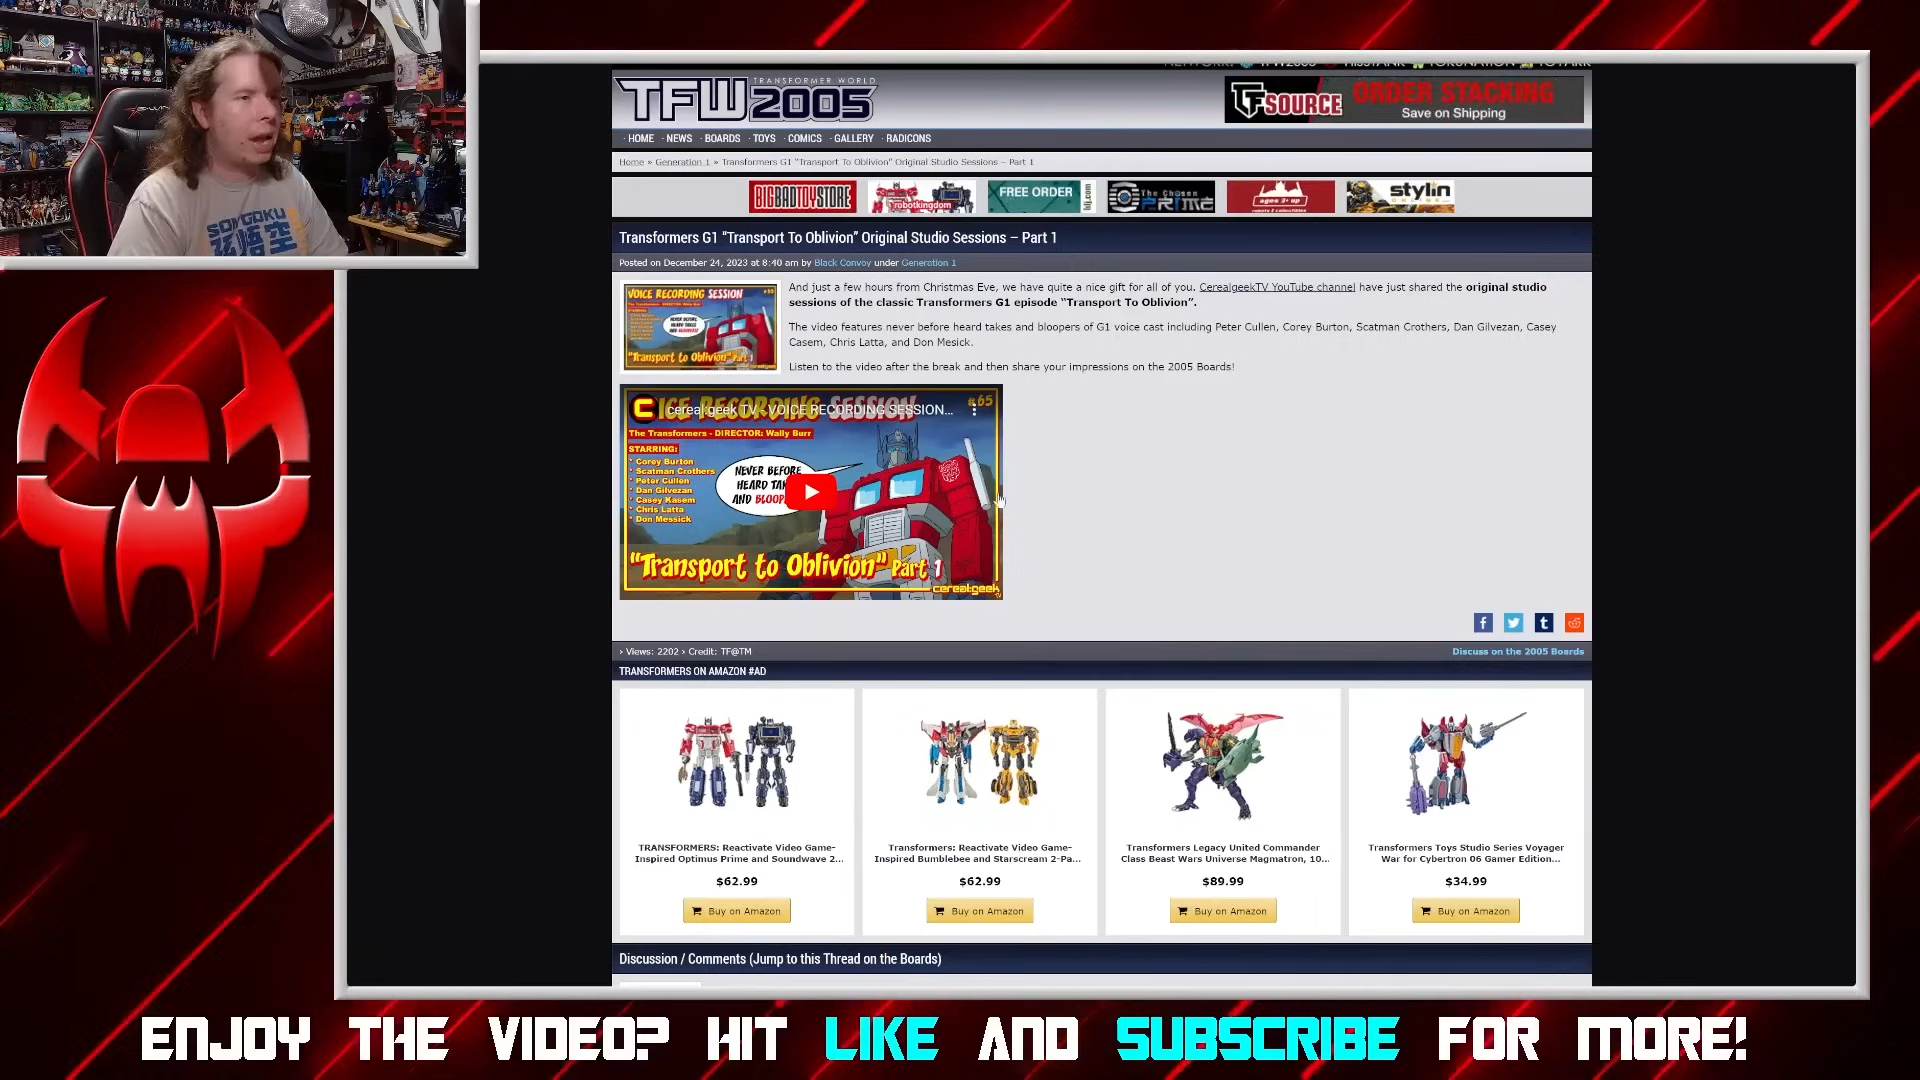 SON GOKU
TRANSFORMER WORLD
TFW2005
TFSOURCE
ORDER STACKING
Save on Shipping
· HOME · NEWS · BOARDS · TOYS · COMICS · GALLERY · RADICONS
Home » Generation 1 » Transformers G1 "Transport To Oblivion" Original Studio Sessions – Part 1
BIGBADTOYSTORE
robotkingdom
FREE ORDER
The Chosen PRIME
ages 3+ up
stylin
Transformers G1 “Transport To Oblivion” Original Studio Sessions – Part 1
Posted on December 24, 2023 at 8:40 am by Black Convoy under Generation 1
VOICE RECORDING SESSION
"Transport to Oblivion" Part 1
And just a few hours from Christmas Eve, we have quite a nice gift for all of you. CerealgeekTV YouTube channel have just shared the original studio
sessions of the classic Transformers G1 episode “Transport To Oblivion”.
The video features never before heard takes and bloopers of G1 voice cast including Peter Cullen, Corey Burton, Scatman Crothers, Dan Gilvezan, Casey
Casem, Chris Latta, and Don Mesick.
Listen to the video after the break and then share your impressions on the 2005 Boards!
cereal:geek TV - VOICE RECORDING SESSION...
#65
The Transformers - DIRECTOR: Wally Burr
STARRING:
* Corey Burton
* Scatman Crothers
* Peter Cullen
* Dan Gilvezan
* Casey Kasem
* Chris Latta
* Don Messick
NEVER BEFORE
HEARD
AND
"Transport to Oblivion" Part 1
cereal:geek TV
› Views: 2202 › Credit: TF@TM
Discuss on the 2005 Boards
TRANSFORMERS ON AMAZON #AD
TRANSFORMERS: Reactivate Video Game-
Inspired Optimus Prime and Soundwave 2...
$62.99
Buy on Amazon
Transformers: Reactivate Video Game-
Inspired Bumblebee and Starscream 2-Pa...
$62.99
Buy on Amazon
Transformers Legacy United Commander
Class Beast Wars Universe Magmatron, 10...
$89.99
Buy on Amazon
Transformers Toys Studio Series Voyager
War for Cybertron 06 Gamer Edition...
$34.99
Buy on Amazon
Discussion / Comments (Jump to this Thread on the Boards)
ENJOY THE VIDEO? HIT LIKE AND SUBSCRIBE FOR MORE!